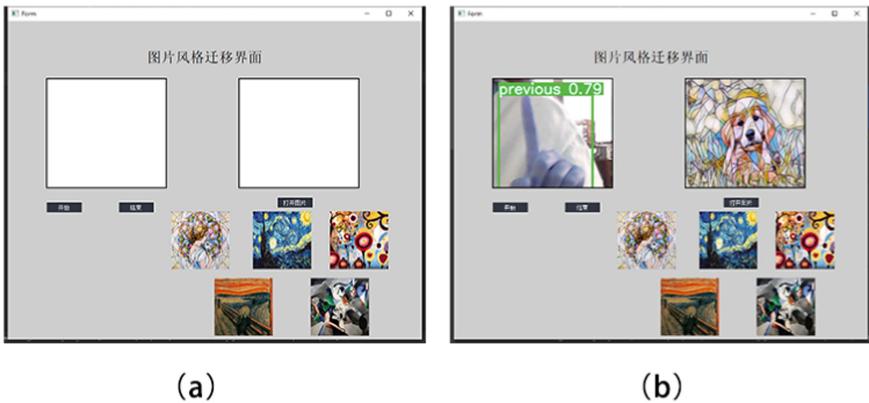 Form
图片风格迁移界面
开始
结束
打开图片
(a)
Form
图片风格迁移界面
previous 0.79
开始
结束
打开图片
(b)